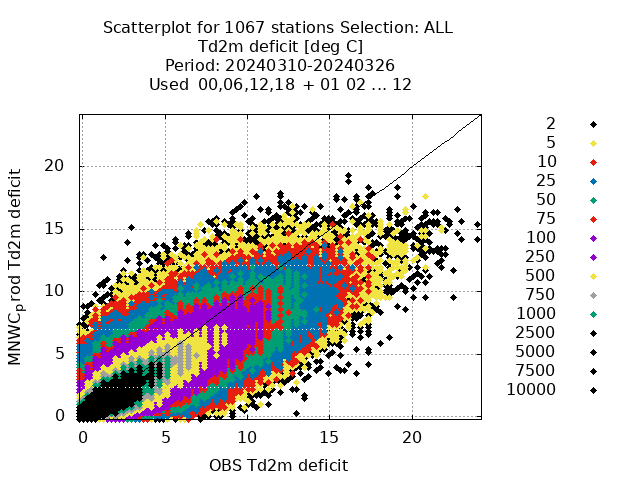 Scatterplot for 1067 stations Selection: ALL
Td2m deficit [deg C]
Period: 20240310-20240326
Used 00,06,12,18 + 01 02 ... 12
MNWC_prod Td2m deficit
20
15
10
5
0
0 5 10 15 20
OBS Td2m deficit
2
5
10
25
50
75
100
250
500
750
1000
2500
5000
7500
10000